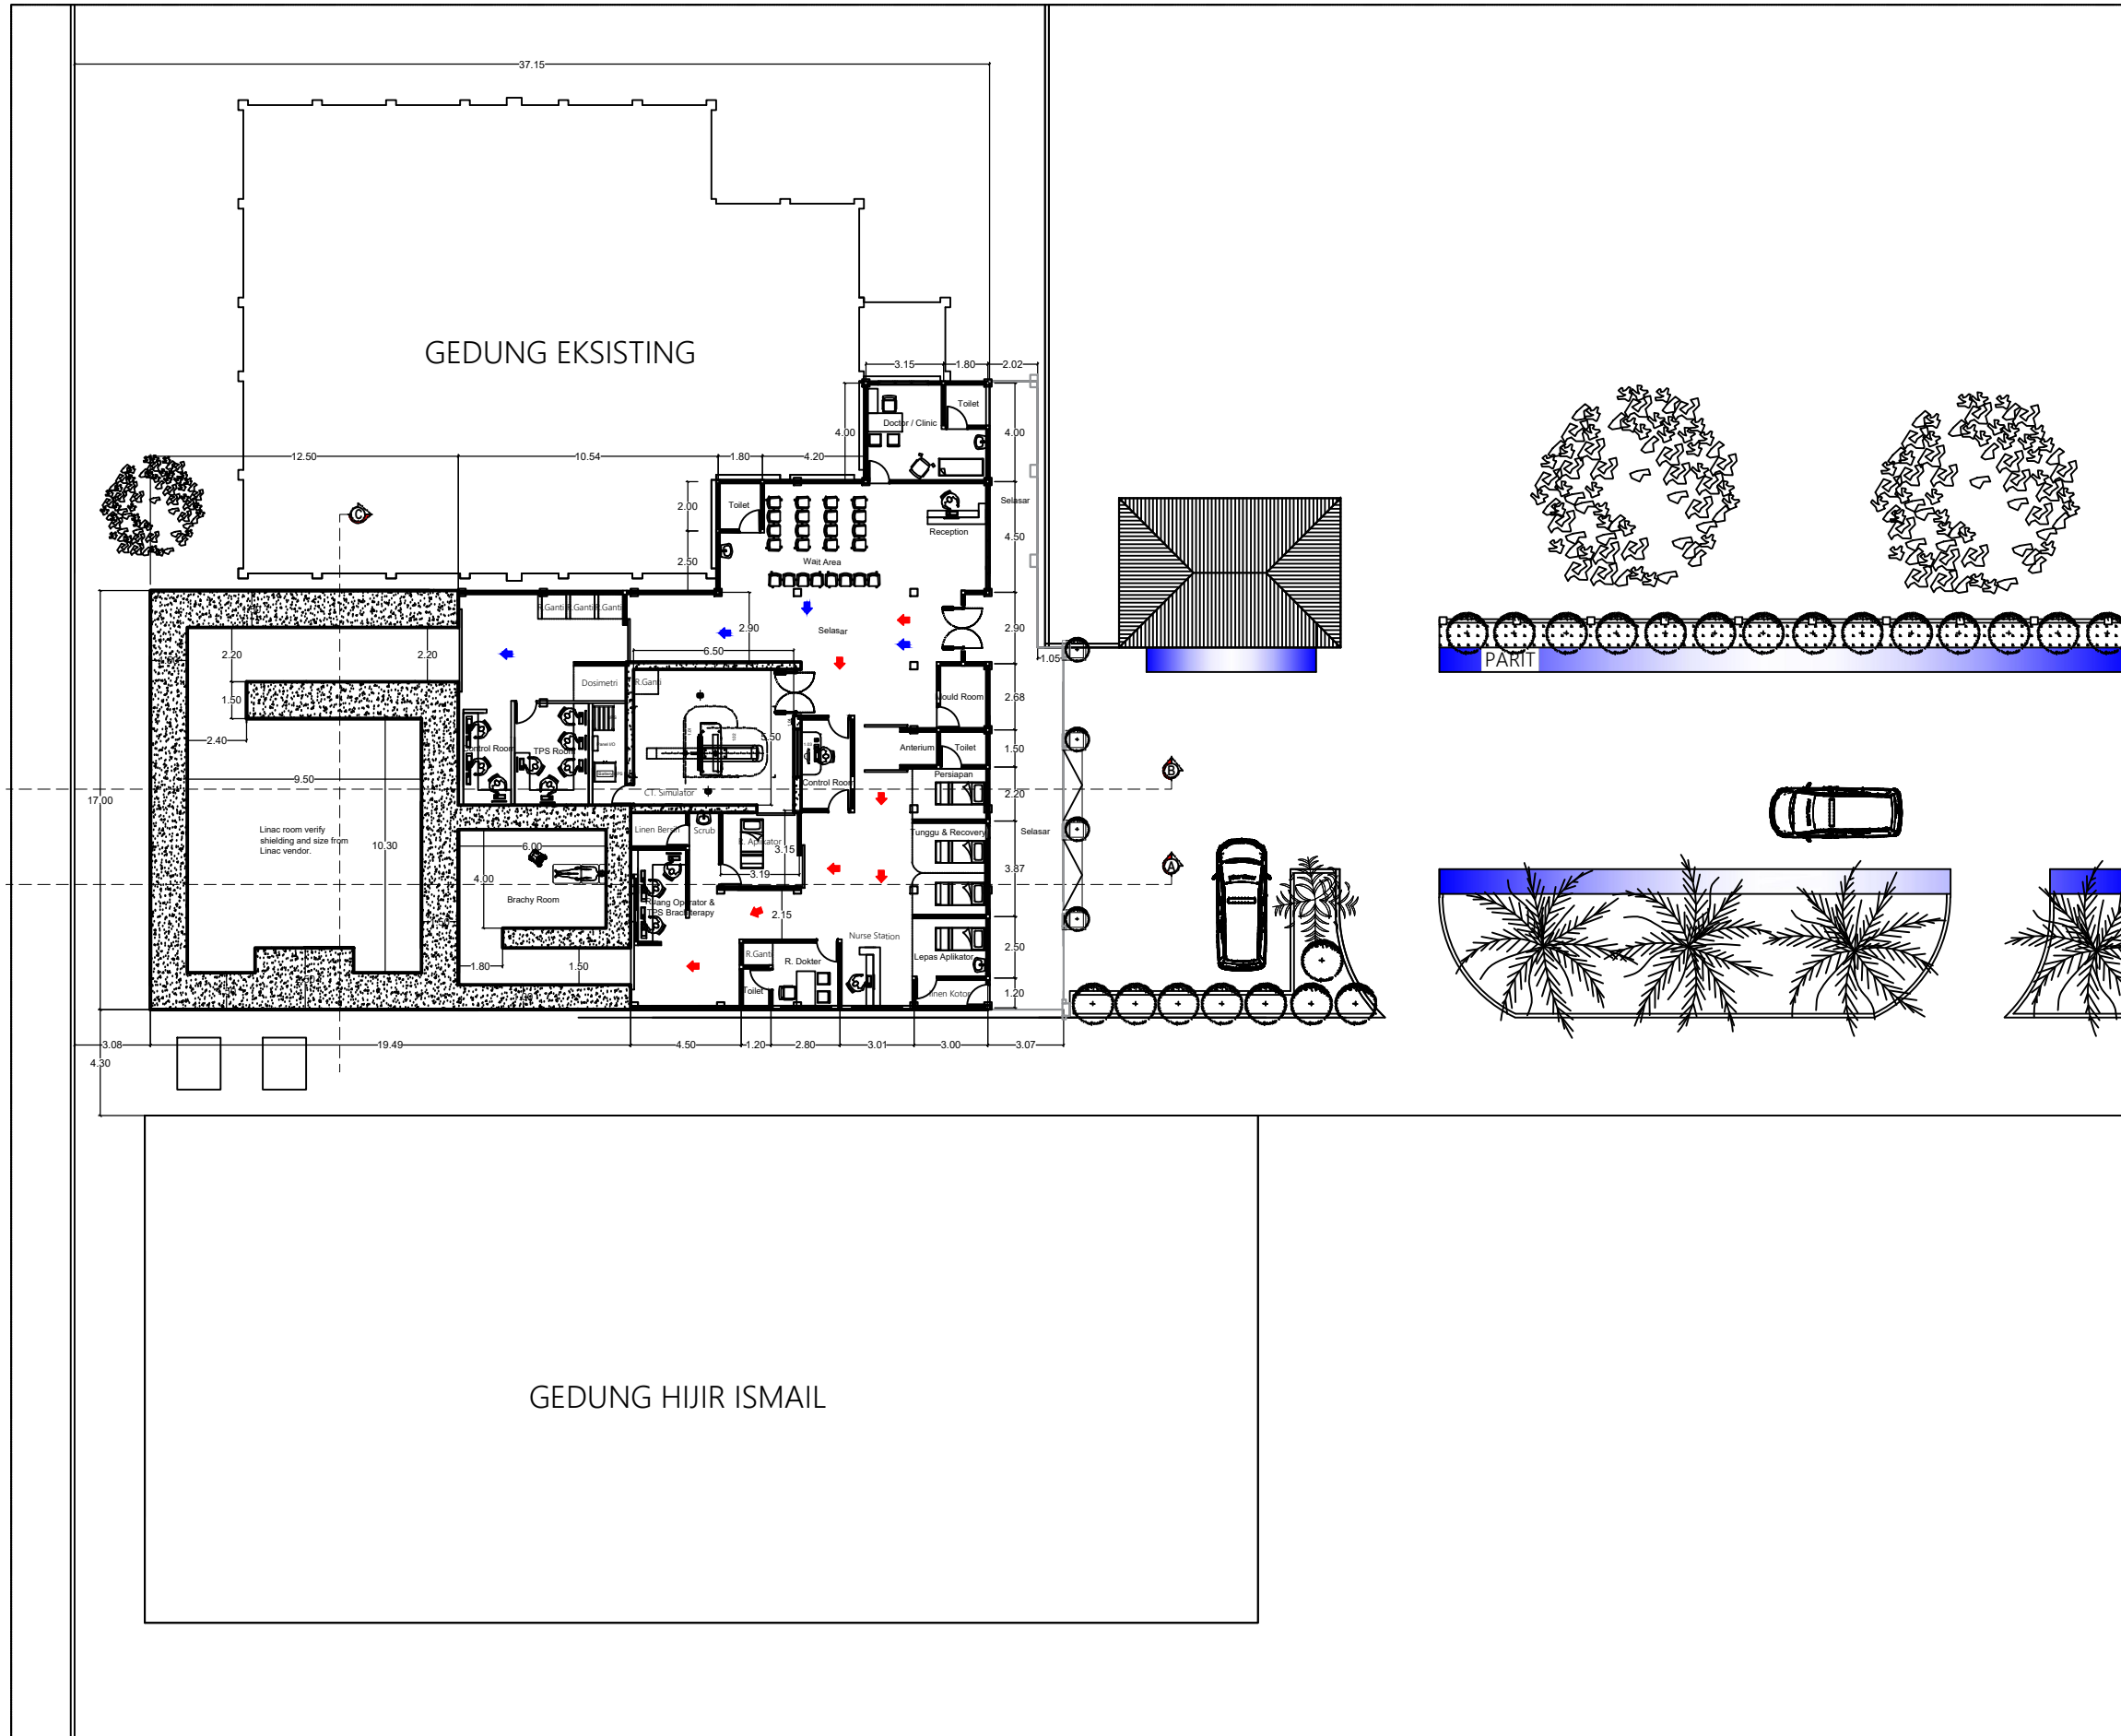 37.15
GEDUNG EKSISTING
3.15
1.80
2.02
Toilet
Doctor / Clinic
4.00
4.00
12.50
10.54
1.80
4.20
C
Toilet
2.00
Selasar
Reception
4.50
2.50
Wait Area
R.Ganti
R.Ganti
R.Ganti
Selasar
2.90
2.90
2.20
2.20
6.50
1.05
PARIT
Dosimetri
R.Ganti
1.50
2.68
2.40
5.50
Control Room
TPS Room
Anterium
Toilet
1.50
Persiapan
B
9.50
Control Room
CT. Simulator
2.20
17.00
Linac room verify
shielding and size from
Linac vendor.
Linen Bersih
Scrub
Tunggu & Recovery
Selasar
10.30
6.00
R. Aplikator
3.15
3.19
3.87
A
4.00
Brachy Room
Ruang Operator &
TPS Brachterapy
2.15
Nurse Station
2.50
R.Ganti
R. Dokter
Lepas Aplikator
1.80
1.50
Toilet
Linen Kotor
1.20
3.08
19.49
4.50
1.20
2.80
3.01
3.00
3.07
4.30
GEDUNG HIJIR ISMAIL